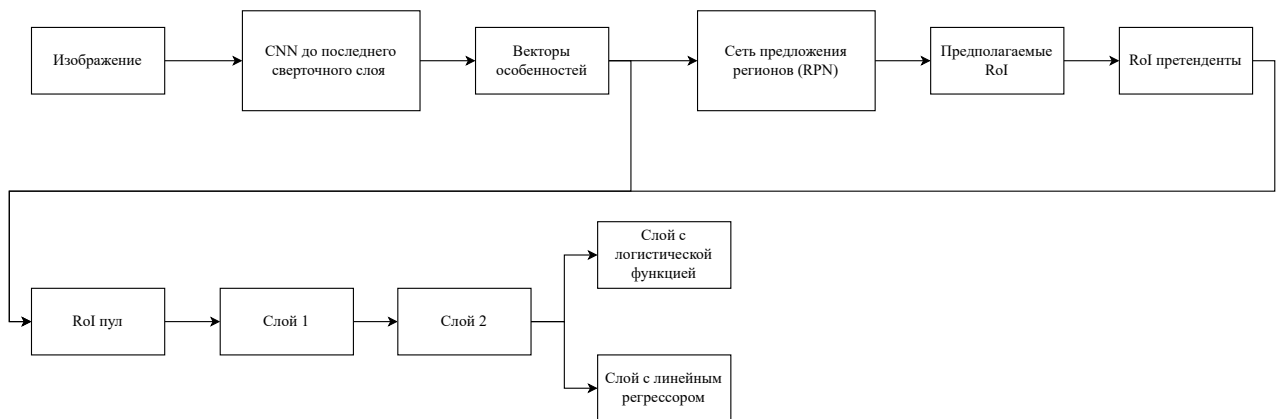 Изображение
CNN до последнего
сверточного слоя
Векторы
особенностей
Сеть предложения
регионов (RPN)
Предполагаемые
RoI
RoI претенденты
RoI пул
Слой 1
Слой 2
Слой с
логистической
функцией
Слой с линейным
регрессором